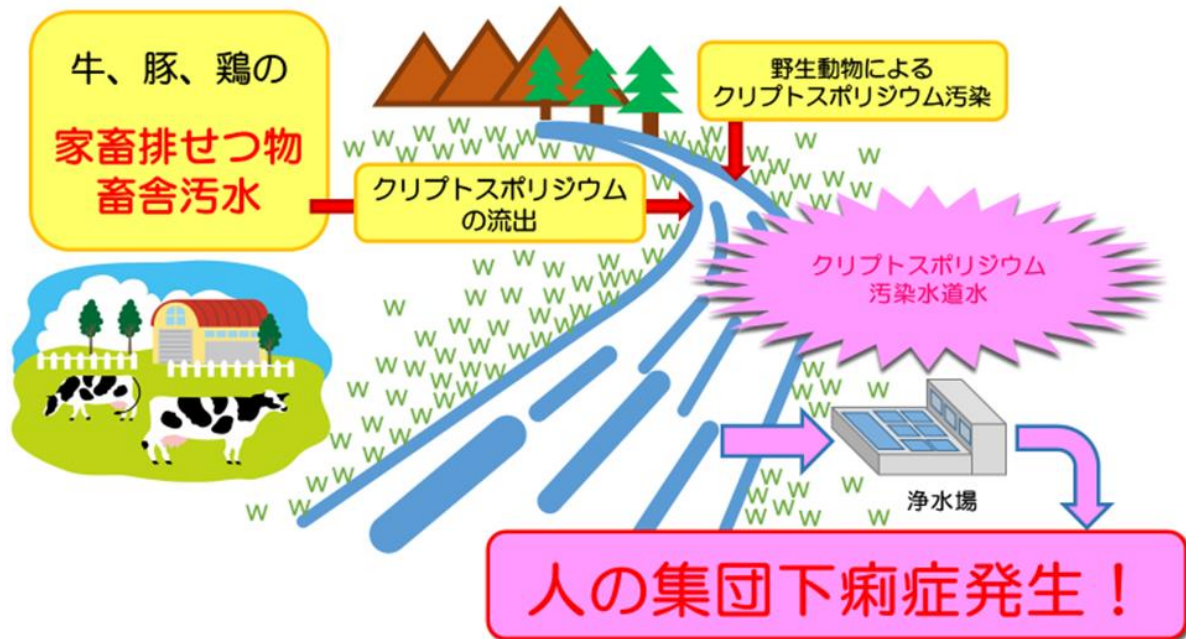 牛、豚、鶏の
家畜排せつ物
畜舎汚水
クリプトスポリジウム
の流出
野生動物による
クリプトスポリジウム汚染
クリプトスポリジウム
汚染水道水
浄水場
人の集団下痢症発生！